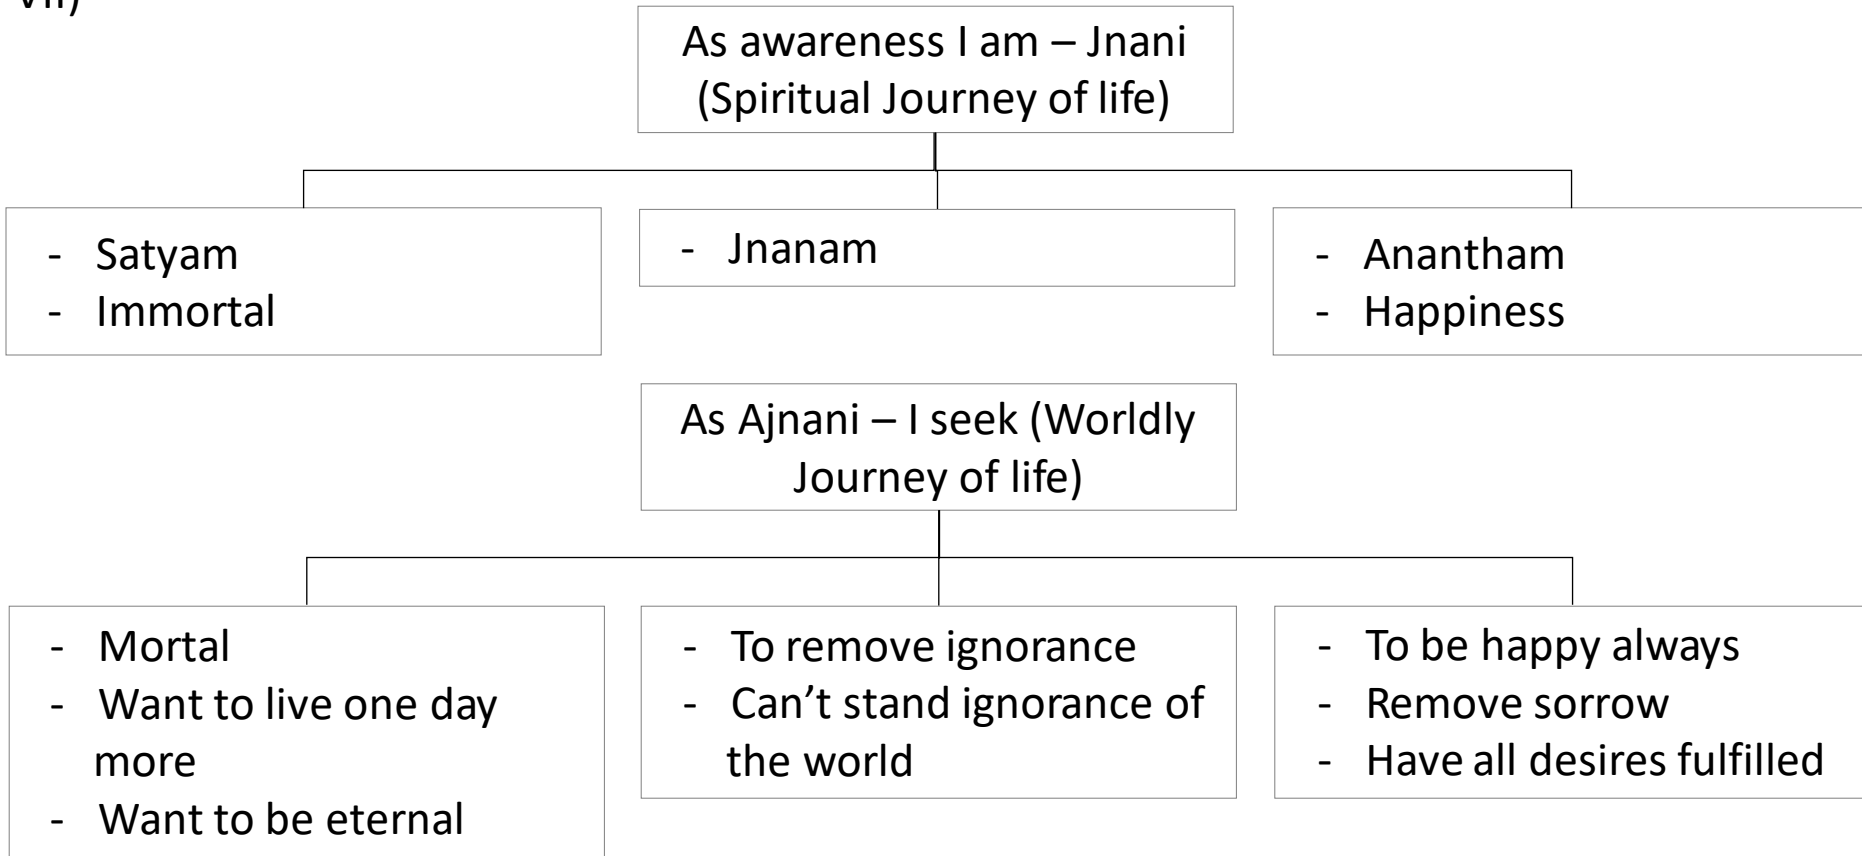 VII)
As awareness I am – Jnani
(Spiritual Journey of life)
- Satyam
- Immortal
- Jnanam
- Anantham
- Happiness
As Ajnani – I seek (Worldly
Journey of life)
- Mortal
- Want to live one day
more
- Want to be eternal
- To remove ignorance
- Can’t stand ignorance of
the world
- To be happy always
- Remove sorrow
- Have all desires fulfilled